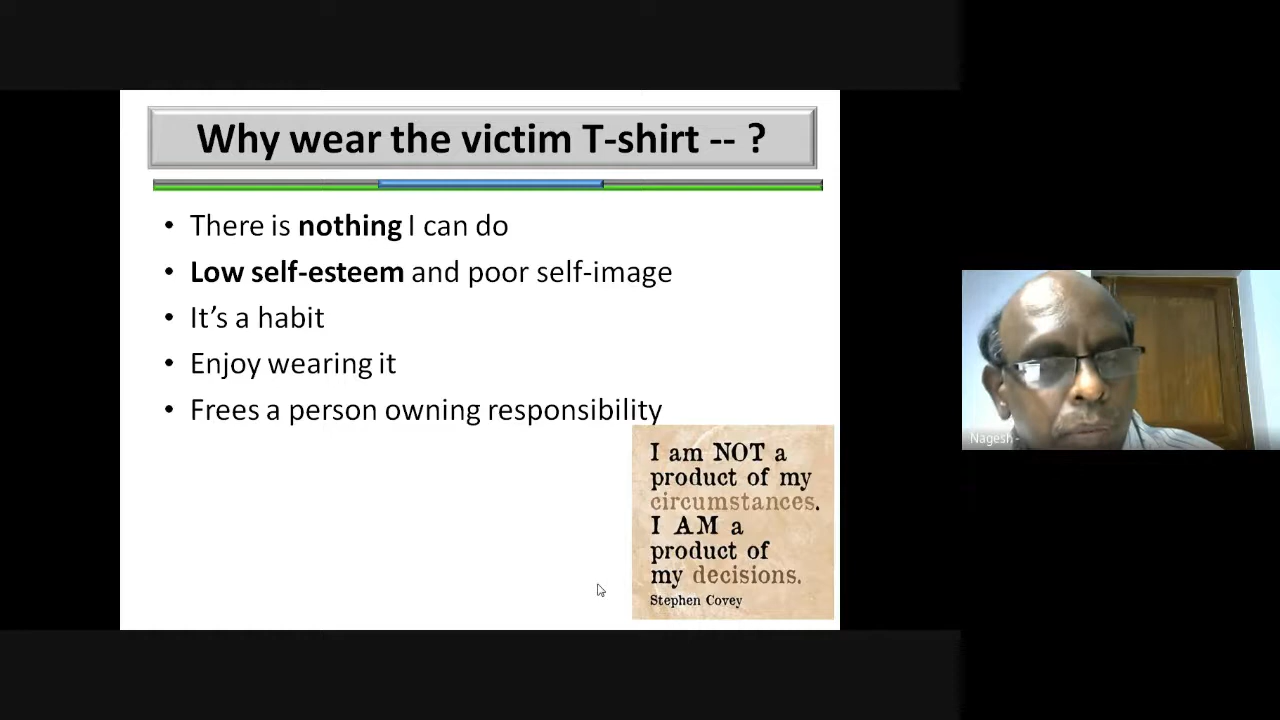 Why wear the victim T-shirt -- ?
• There is nothing I can do
• Low self-esteem and poor self-image
• It’s a habit
• Enjoy wearing it
• Frees a person owning responsibility
I am NOT a
product of my
circumstances.
I AM a
product of
my decisions.
Stephen Covey
Nagesh -